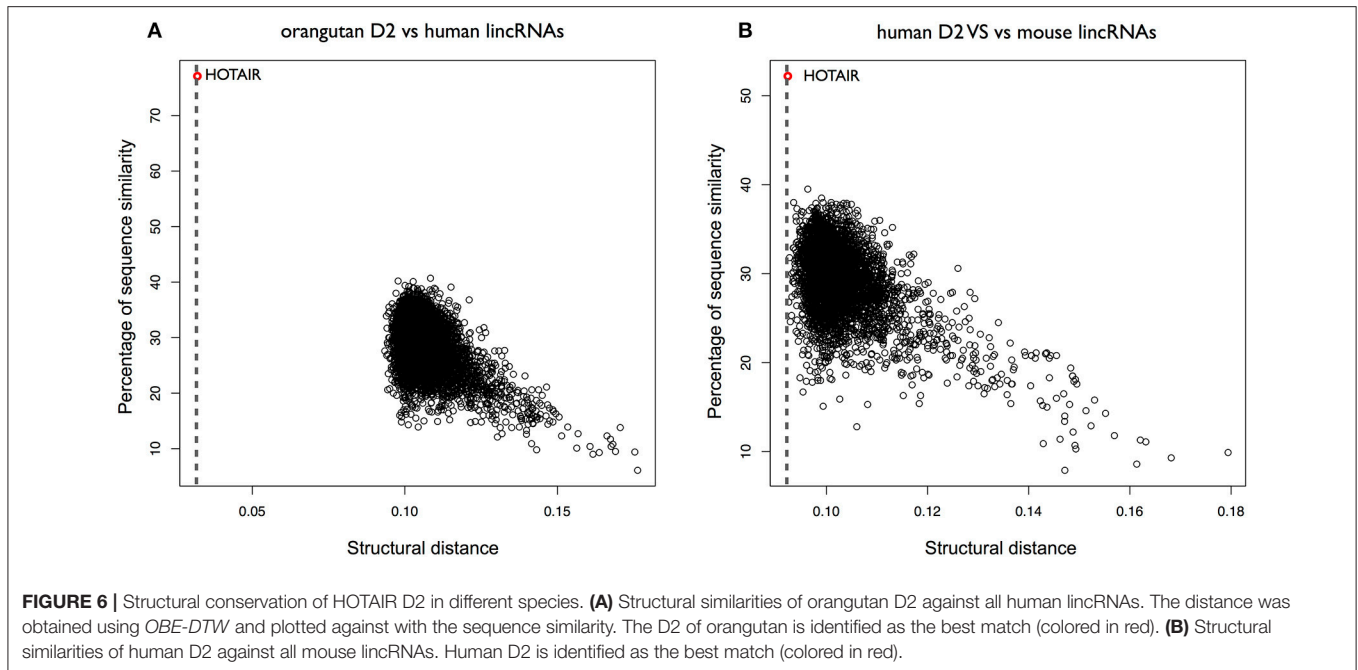 A
orangutan D2 vs human lincRNAs
HOTAIR
70
60
50
40
30
20
10
Percentage of sequence similarity
0.05 0.10 0.15
Structural distance
B
human D2 VS vs mouse lincRNAs
HOTAIR
50
40
30
20
10
Percentage of sequence similarity
0.10 0.12 0.14 0.16 0.18
Structural distance
FIGURE 6 | Structural conservation of HOTAIR D2 in different species. (A) Structural similarities of orangutan D2 against all human lincRNAs. The distance was
obtained using OBE-DTW and plotted against with the sequence similarity. The D2 of orangutan is identified as the best match (colored in red). (B) Structural
similarities of human D2 against all mouse lincRNAs. Human D2 is identified as the best match (colored in red).